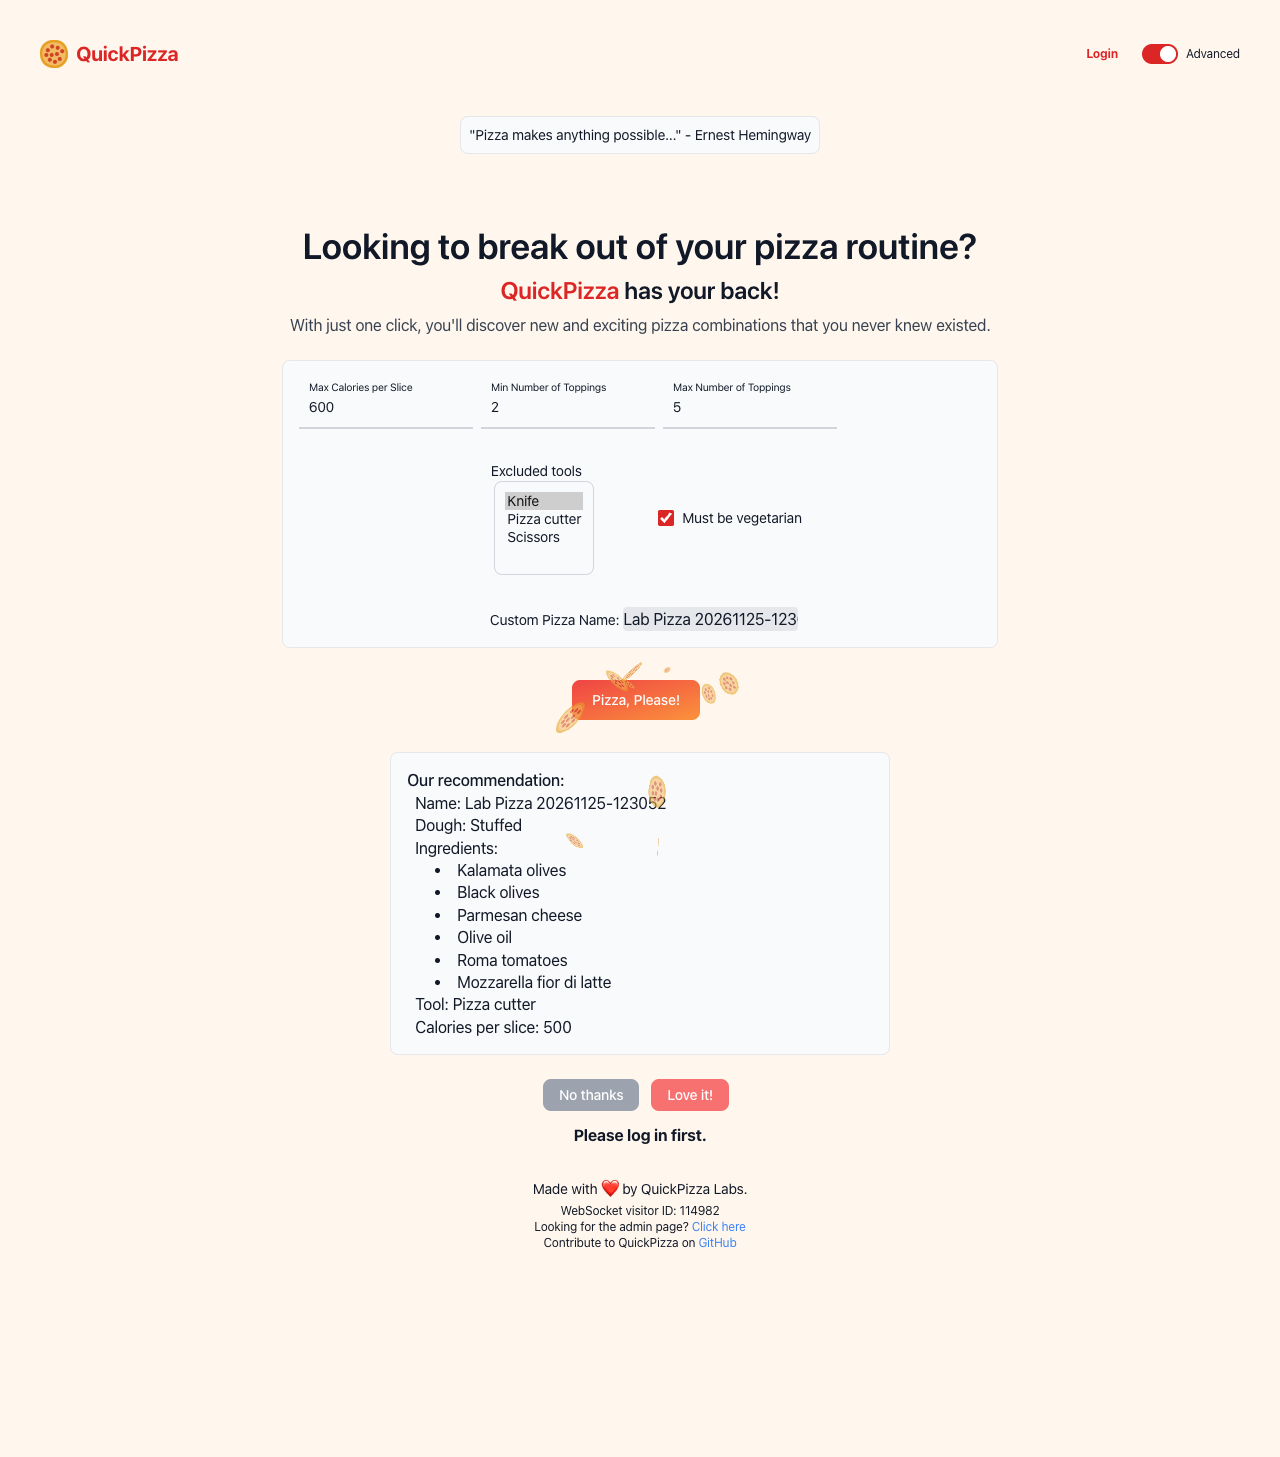 QuickPizza
Login
Advanced
"Pizza makes anything possible..." - Ernest Hemingway
Looking to break out of your pizza routine?
QuickPizza has your back!
With just one click, you'll discover new and exciting pizza combinations that you never knew existed.
Max Calories per Slice
600
Min Number of Toppings
2
Max Number of Toppings
5
Excluded tools
Knife
Pizza cutter
Scissors
Must be vegetarian
Custom Pizza Name: Lab Pizza 20261125-123
Pizza, Please!
Our recommendation:
Name: Lab Pizza 20261125-123052
Dough: Stuffed
Ingredients:
• Kalamata olives
• Black olives
• Parmesan cheese
• Olive oil
• Roma tomatoes
• Mozzarella fior di latte
Tool: Pizza cutter
Calories per slice: 500
No thanks
Love it!
Please log in first.
Made with ❤️ by QuickPizza Labs.
WebSocket visitor ID: 114982
Looking for the admin page? Click here
Contribute to QuickPizza on GitHub